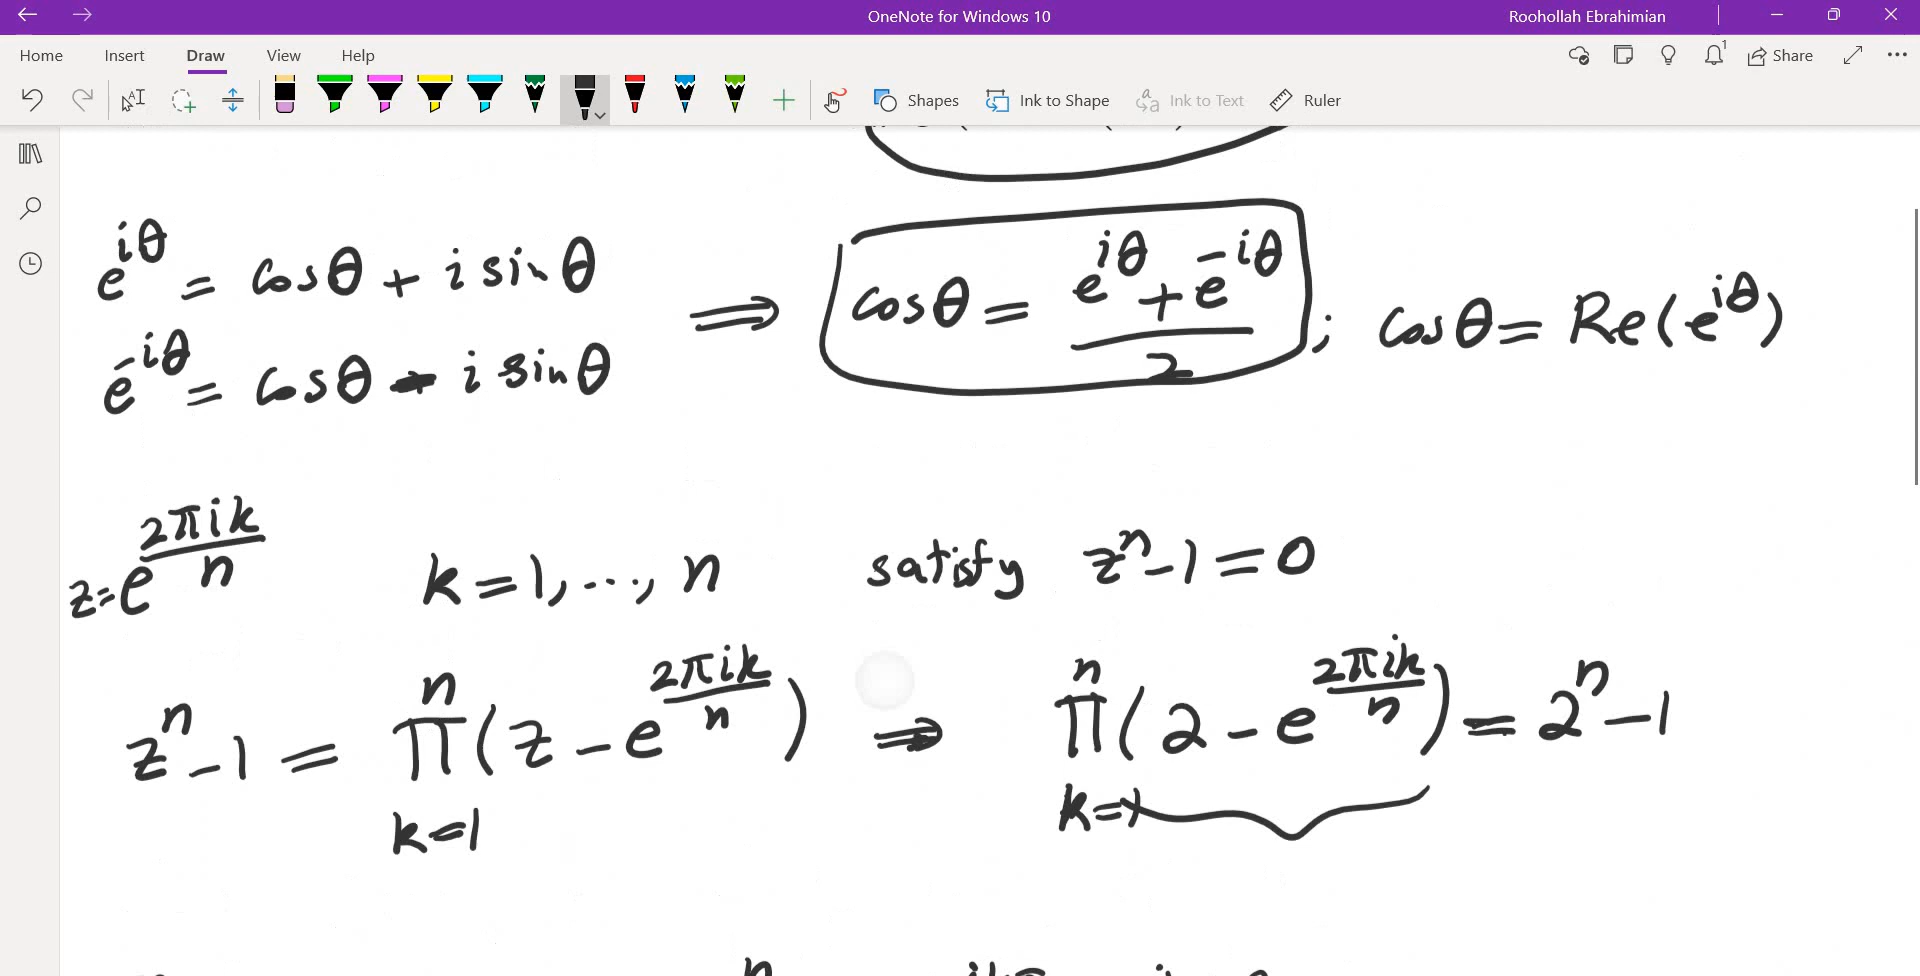 OneNote for Windows 10
Roohollah Ebrahimian
Home Insert Draw View Help
1 Share
Shapes Ink to Shape Ink to Text Ruler
e^{iθ} = cosθ + i sinθ
e^{-iθ} = cosθ - i sinθ
⟹ cosθ = (e^{iθ} + e^{-iθ})/2 ; cosθ = Re(e^{iθ})
z = e^{2πik/n} k = 1, ..., n satisfy z^n - 1 = 0
z^n - 1 = ∏_{k=1}^{n} (z - e^{2πik/n}) ⟹ ∏_{k=1}^{n} (2 - e^{2πik/n}) = 2^n - 1